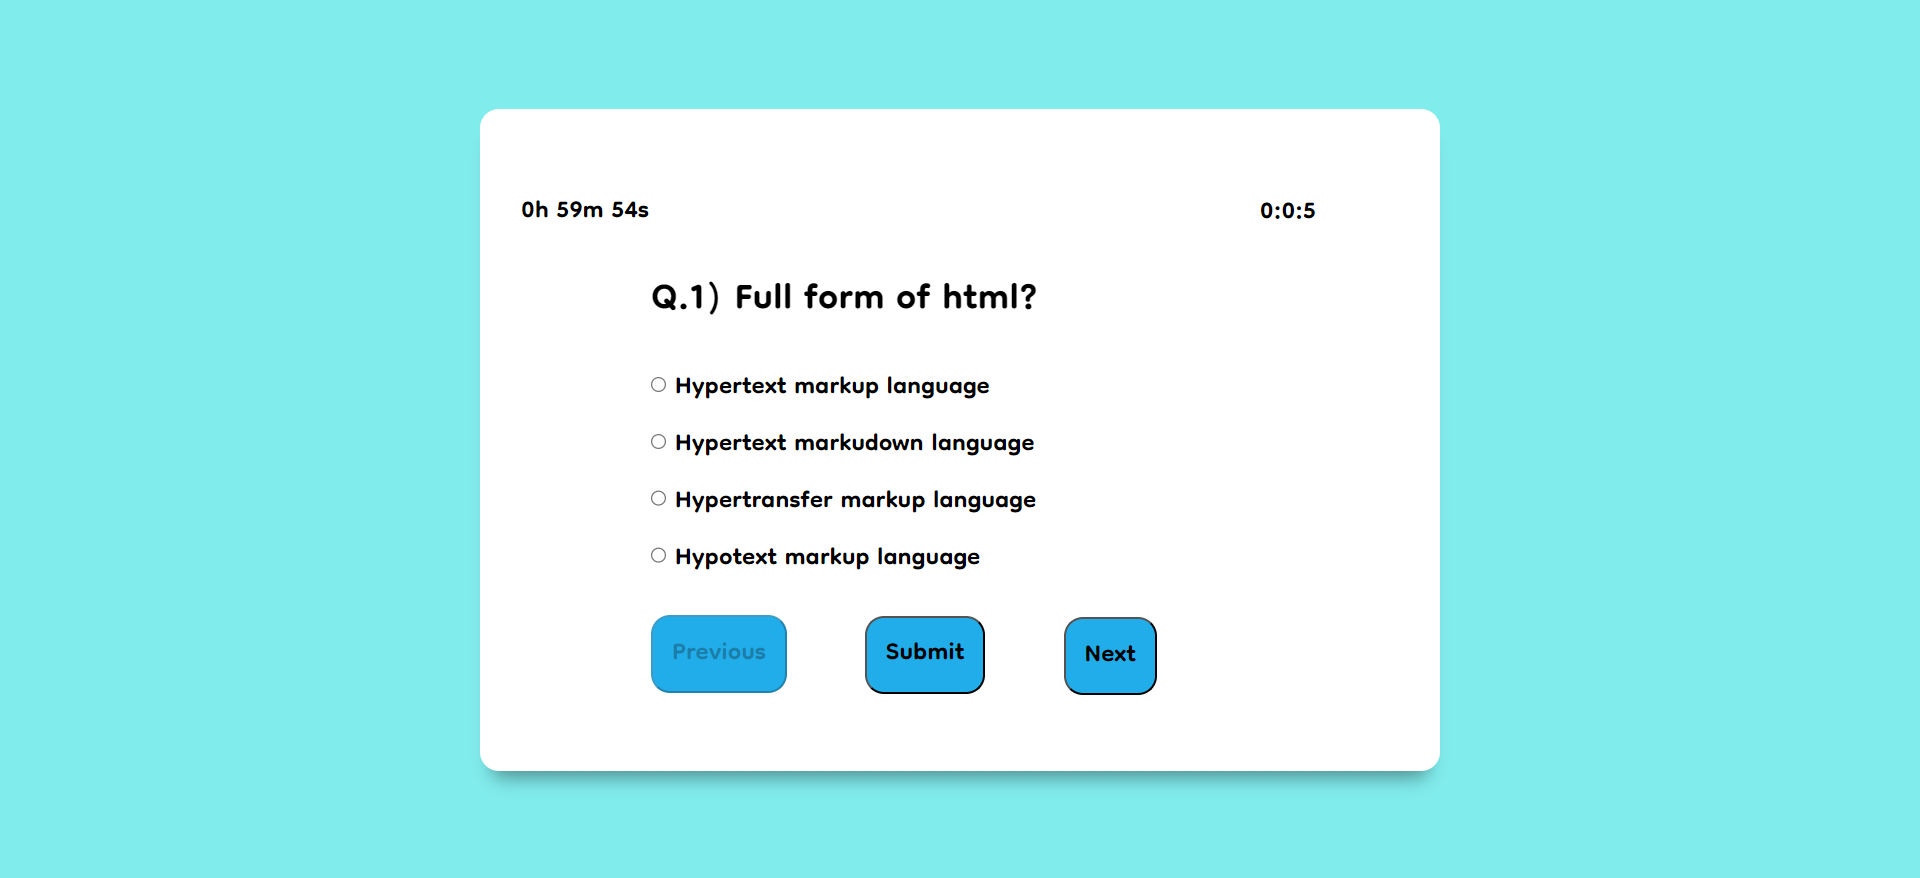 0h 59m 54s
0:0:5
Q.1) Full form of html?
Hypertext markup language
Hypertext markudown language
Hypertransfer markup language
Hypotext markup language
Previous
Submit
Next